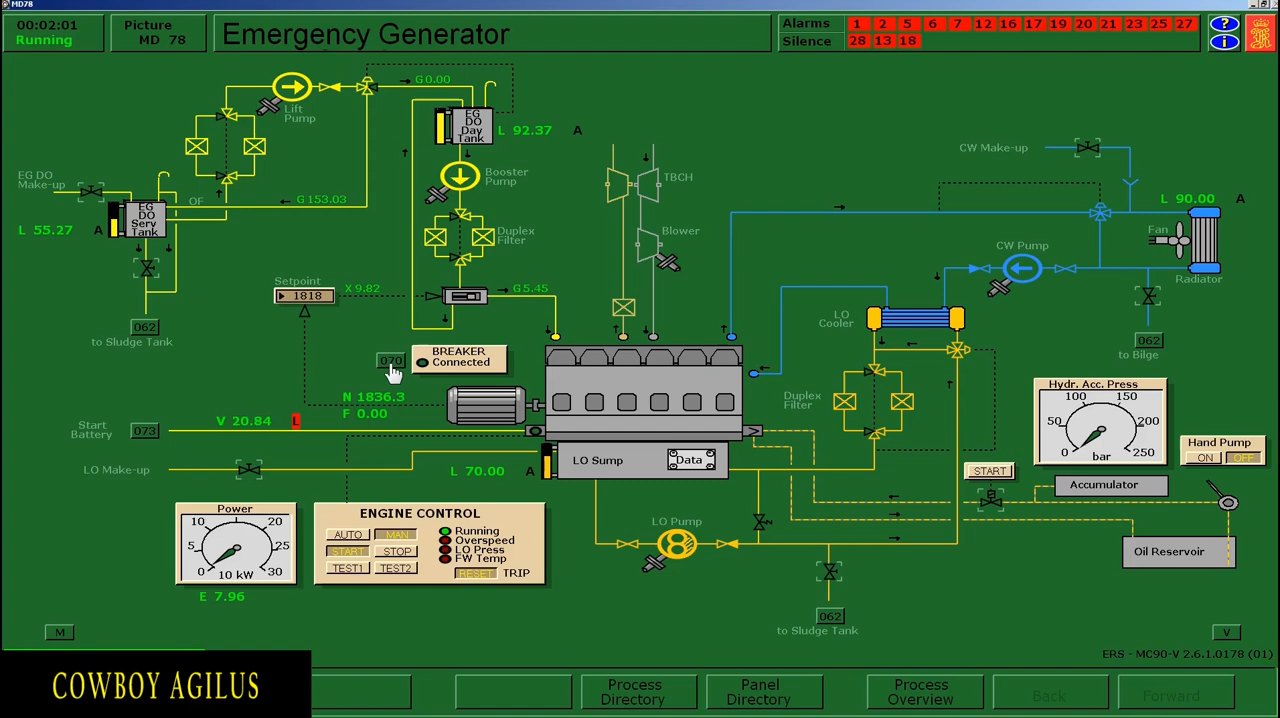 MD78
00:02:01
Running
Picture
MD 78
Emergency Generator
Alarms
Silence
1 2 5 6 7 12 16 17 20 21 23 25 27
28 13 18
?
i
Lift
Pump
G 0.00
EG
DO
Day
Tank
L 92.37
A
EG DO
Make-up
EG
DO
Serv
Tank
OF
G 153.03
L 55.27
A
Booster
Pump
Duplex
Filter
TBCH
Blower
CW Make-up
L 90.00
A
Fan
Radiator
CW Pump
Setpoint
1818
X 9.82
G 5.45
062
to Sludge Tank
LO
Cooler
062
to Bilge
070
BREAKER
Connected
N 1836.3
F 0.00
V 20.84
L
Start
Battery
073
LO Make-up
L 70.00
A
LO Sump
Data
Duplex
Filter
Hydr. Acc. Press
0 50 100 150 200 250
bar
Hand Pump
ON OFF
START
Accumulator
Oil Reservoir
Power
0 5 10 15 20 25 30
10 kW
E 7.96
ENGINE CONTROL
AUTO MAN
START STOP
TEST1 TEST2
Running
Overspeed
LO Press
FW Temp
RESET TRIP
LO Pump
062
to Sludge Tank
M
V
ERS - MC90-V 2.6.1.0178 (01)
COWBOY AGILUS
Process
Directory
Panel
Directory
Process
Overview
Back
Forward